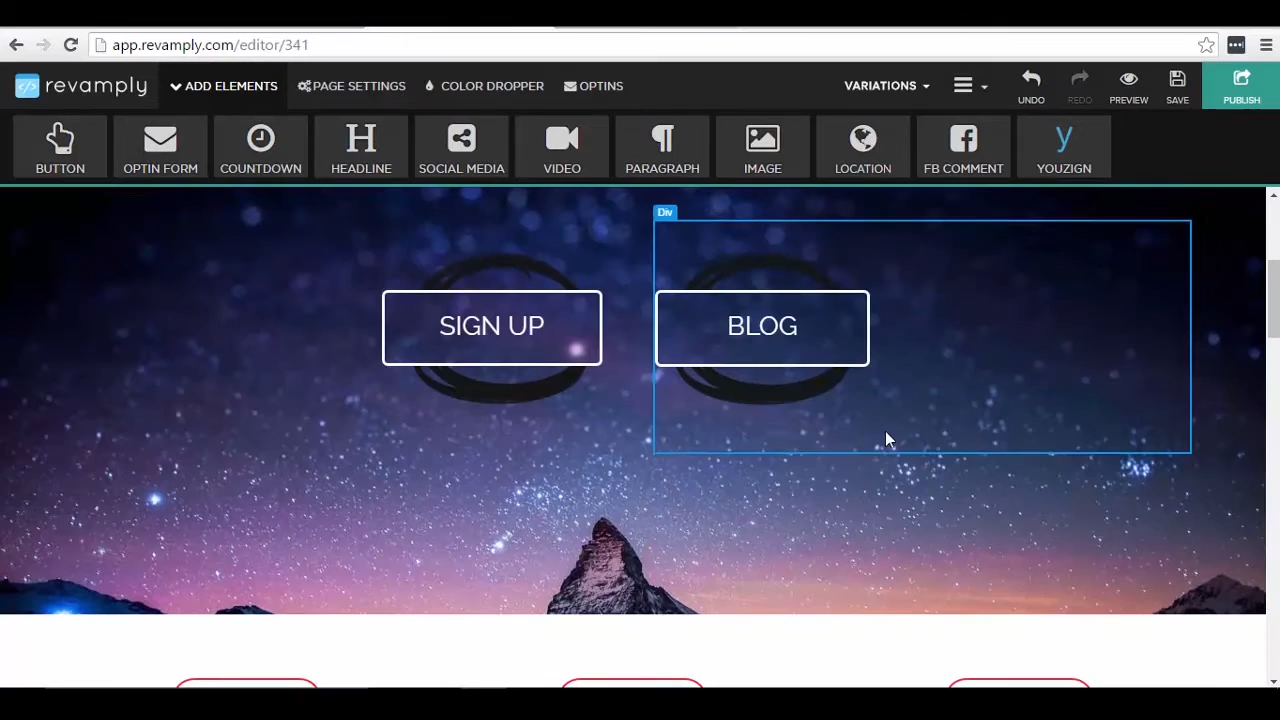 app.revamply.com/editor/341
revamply
ADD ELEMENTS
PAGE SETTINGS
COLOR DROPPER
OPTINS
VARIATIONS
UNDO
REDO
PREVIEW
SAVE
PUBLISH
BUTTON
OPTIN FORM
COUNTDOWN
H
HEADLINE
SOCIAL MEDIA
VIDEO
PARAGRAPH
IMAGE
LOCATION
FB COMMENT
y
YOUZIGN
Div
SIGN UP
BLOG